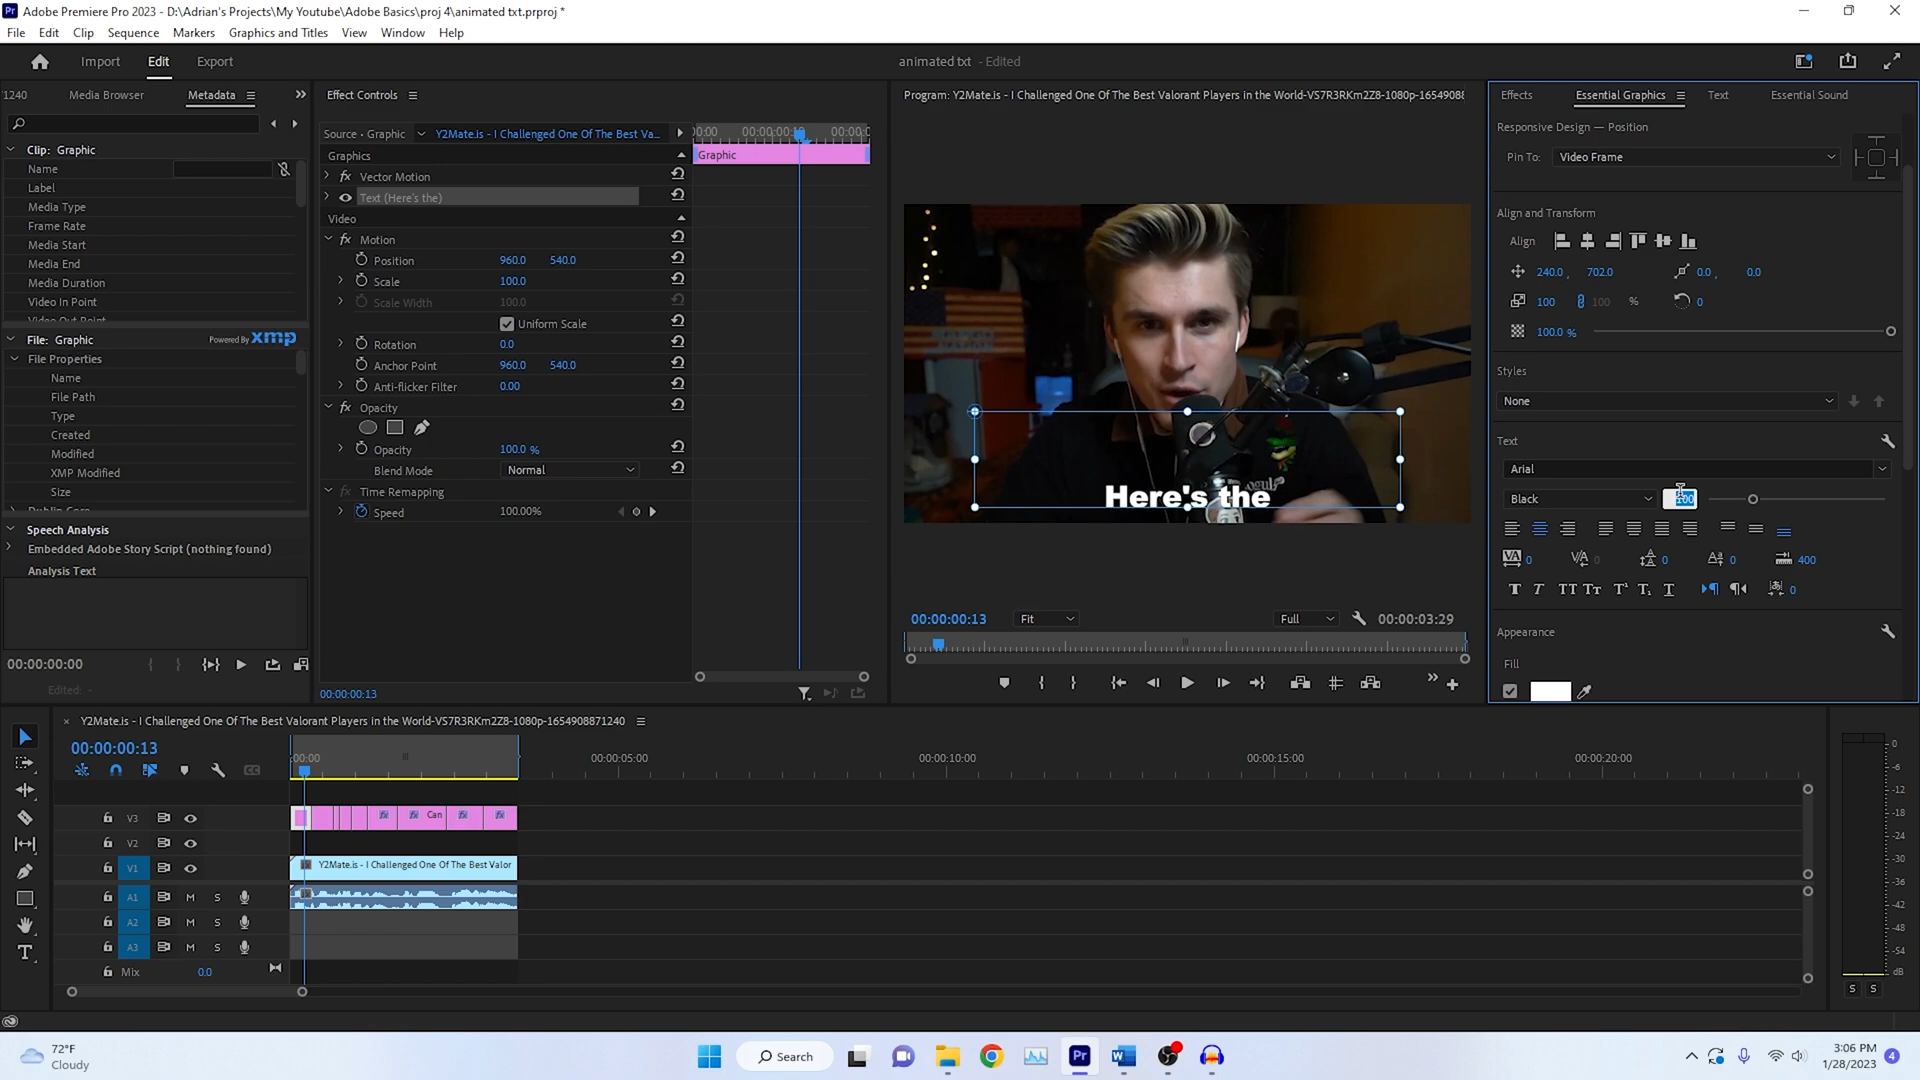 Adobe Premiere Pro 2023 - D:\Adrian's Projects\My Youtube\Adobe Basics\proj 4\animated txt.prproj *
File Edit Clip Sequence Markers Graphics and Titles View Window Help
Import Edit Export
animated txt - Edited
1240 Media Browser Metadata
Clip: Graphic
Name
Label
Media Type
Frame Rate
Media Start
Media End
Media Duration
Video In Point
Video Out Point
File: Graphic Powered By xmp
File Properties
Name
File Path
Type
Created
Modified
XMP Modified
Size
Dublin Core
Speech Analysis
Embedded Adobe Story Script (nothing found)
Analysis Text
00:00:00:00
Edited: -
Effect Controls
Source · Graphic Y2Mate.is - I Challenged One Of The Best Va...
Graphics
Vector Motion
Text (Here's the)
Video
fx Motion
Position 960.0 540.0
Scale 100.0
Scale Width 100.0
Uniform Scale
Rotation 0.0
Anchor Point 960.0 540.0
Anti-flicker Filter 0.00
fx Opacity
Opacity 100.0 %
Blend Mode Normal
Time Remapping
Speed 100.00%
Graphic
00:00:00:13
Program: Y2Mate.is - I Challenged One Of The Best Valorant Players in the World-VS7R3RKm2Z8-1080p-16549088
Here's the
00:00:00:13 Fit Full 00:00:03:29
Effects Essential Graphics Text Essential Sound
Responsive Design — Position
Pin To: Video Frame
Align and Transform
Align
240.0 , 702.0 0.0 , 0.0
100 100 % 0
100.0 %
Styles
None
Text
Arial
Black 100
0 0 0 0 400
0
Appearance
Fill
Y2Mate.is - I Challenged One Of The Best Valorant Players in the World-VS7R3RKm2Z8-1080p-1654908871240
00:00:00:13
:00:00 00:00:05:00 00:00:10:00 00:00:15:00 00:00:20:00
V3 fx fx Can fx fx
V2
V1 Y2Mate.is - I Challenged One Of The Best Valor
A1 M S
A2 M S
A3 M S
Mix 0.0
0
-6
-12
-18
-24
-30
-36
-42
-48
-54
dB
S S
72°F
Cloudy
Search
3:06 PM
1/28/2023 4